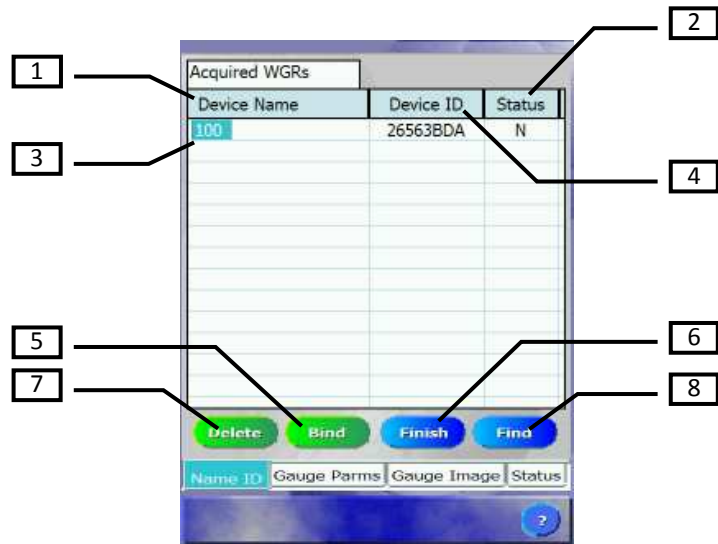 2
1
Acquired WGRs
Device Name Device ID Status
100 26563BDA N
3
4
5
6
7
8
Delete Bind Finish Find
Name ID Gauge Parms Gauge Image Status
?